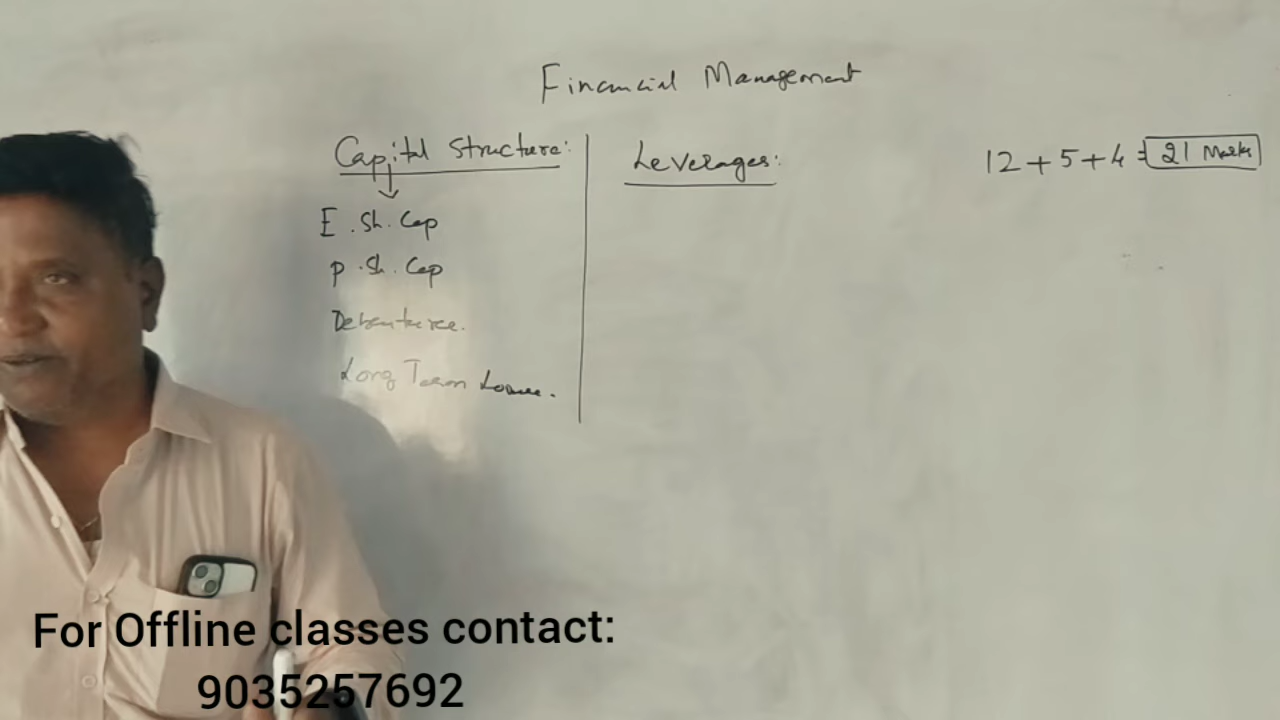 Financial Management
Capital Structure:
E. Sh. Cap
P. Sh. Cap
Debenture.
Long Term Loans.
Leverages:
12 + 5 + 4 = 21 Marks
For Offline classes contact:
9035257692